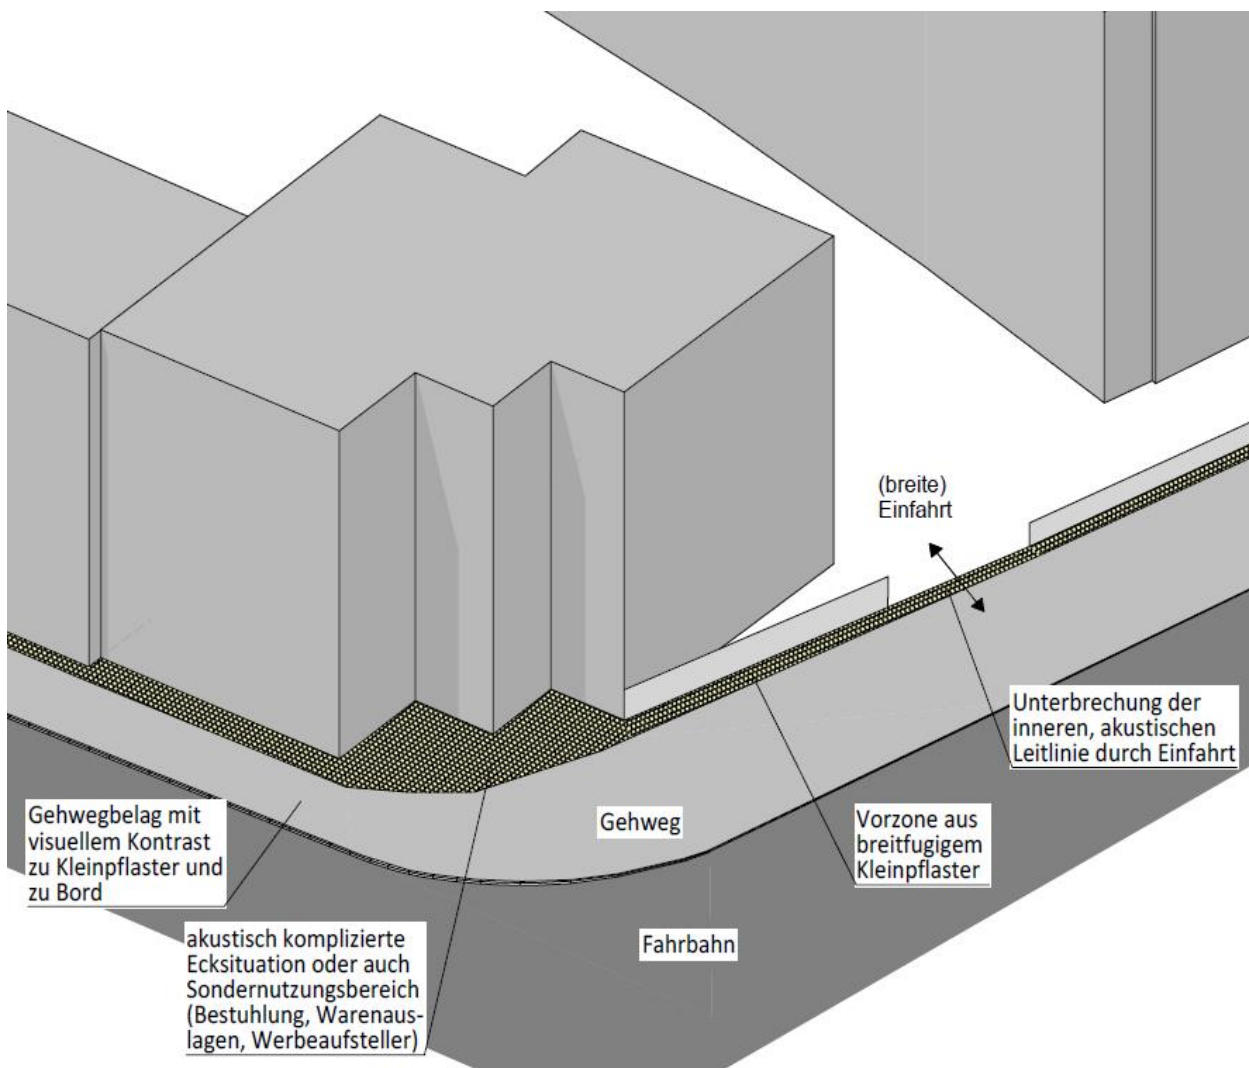 (breite)
Einfahrt
Unterbrechung der
inneren, akustischen
Leitlinie durch Einfahrt
Gehwegbelag mit
visuellem Kontrast
zu Kleinpflaster und
zu Bord
Gehweg
Vorzone aus
breitfugigem
Kleinpflaster
akustisch komplizierte
Ecksituation oder auch
Sondernutzungsbereich
(Bestuhlung, Warenaus-
lagen, Werbeaufsteller)
Fahrbahn